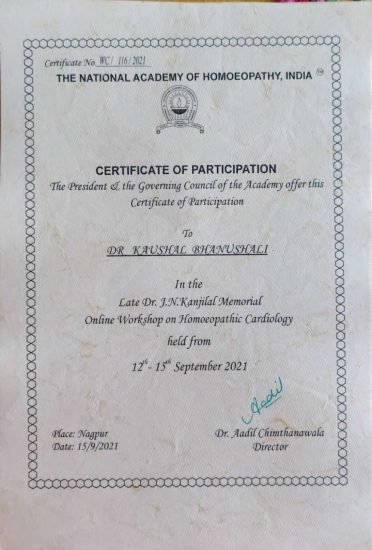 Certificate No. WC/ 116/2021
THE NATIONAL ACADEMY OF HOMOEOPATHY, INDIA TM
CERTIFICATE OF PARTICIPATION
The President & the Governing Council of the Academy offer this
Certificate of Participation
To
DR KAUSHAL BHANUSHALI
In the
Late Dr. J.N.Kanjilal Memorial
Online Workshop on Homoeopathic Cardiology
held from
12th - 15th September 2021
Aadil
Place: Nagpur
Dr. Aadil Chimthanawala
Date: 15/9/2021
Director